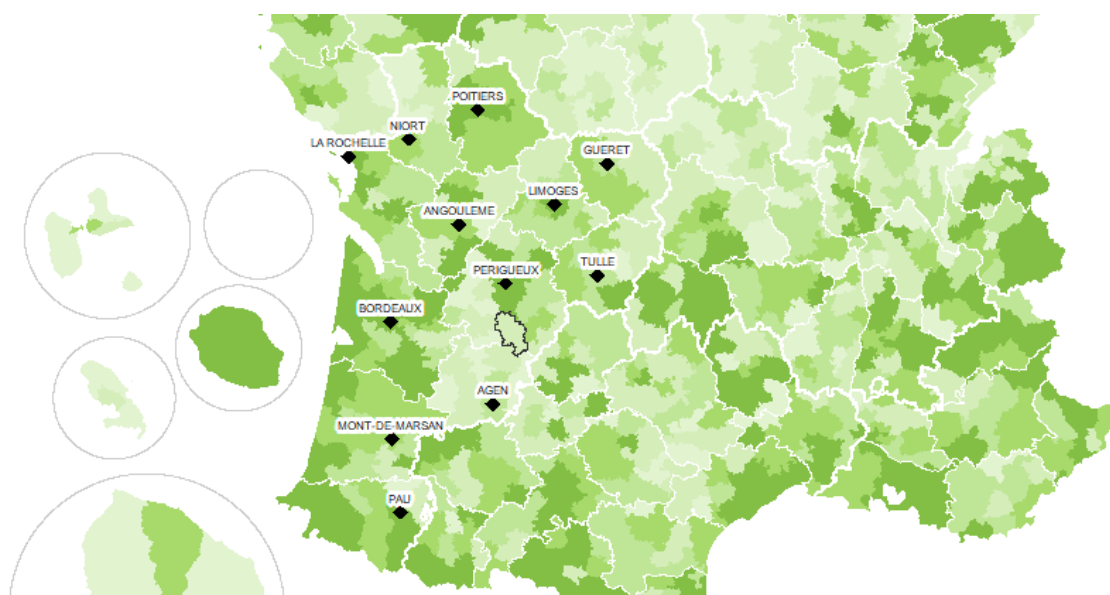 POITIERS
NIORT
LA ROCHELLE
GUERET
LIMOGES
ANGOULEME
PERIGUEUX
TULLE
BORDEAUX
AGEN
MONT-DE-MARSAN
PAU